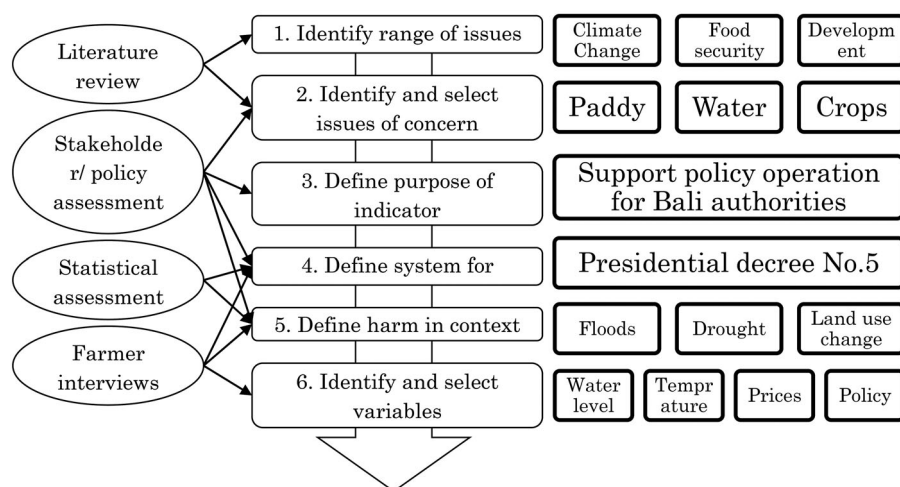 Literature
review
Stakeholde
r/ policy
assessment
Statistical
assessment
Farmer
interviews
1. Identify range of issues
2. Identify and select
issues of concern
3. Define purpose of
indicator
4. Define system for
5. Define harm in context
6. Identify and select
variables
Climate
Change
Food
security
Developm
ent
Paddy
Water
Crops
Support policy operation
for Bali authorities
Presidential decree No.5
Floods
Drought
Land use
change
Water
level
Tempr
ature
Prices
Policy